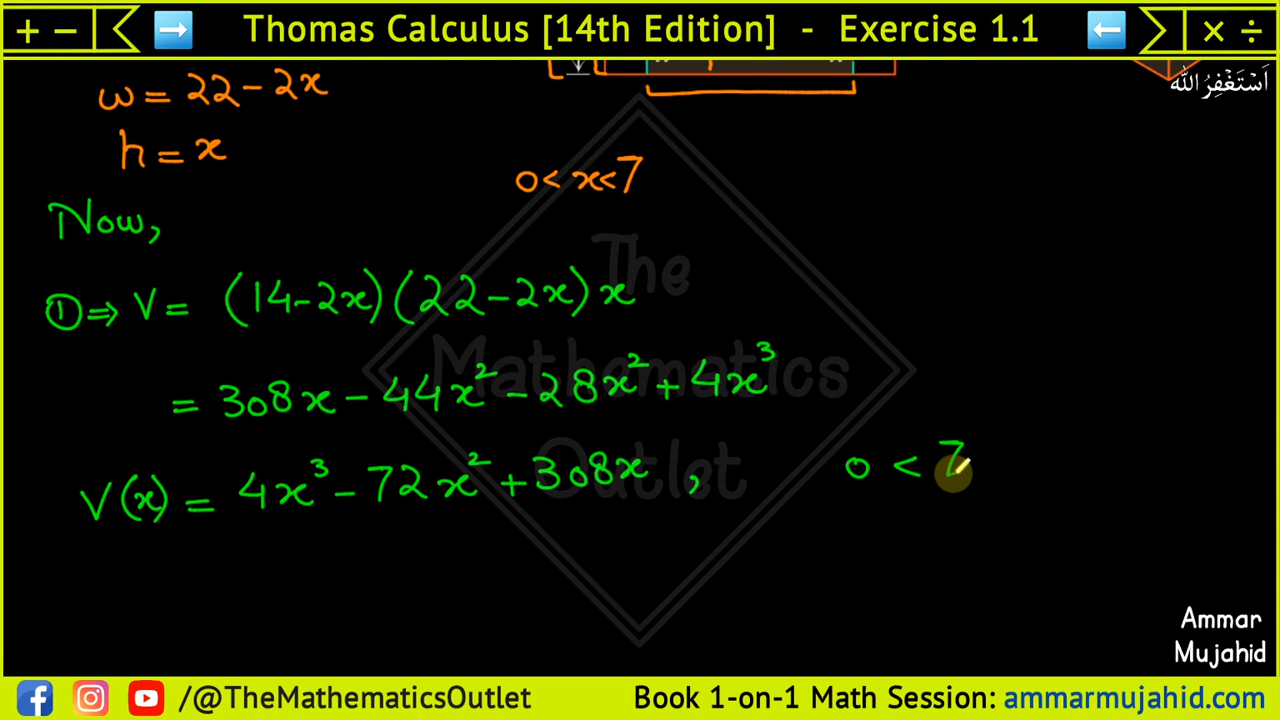 + − ➡ Thomas Calculus [14th Edition] - Exercise 1.1 ⬅ × ÷
أَسْتَغْفِرُ اللّٰه
w = 22 - 2x
h = x
0 < x < 7
Now,
① ⇒ V = (14 - 2x)(22 - 2x)x
= 308x - 44x² - 28x² + 4x³
V(x) = 4x³ - 72x² + 308x , 0 < 7
The
Mathematics
Outlet
Ammar
Mujahid
/@TheMathematicsOutlet Book 1-on-1 Math Session: ammarmujahid.com